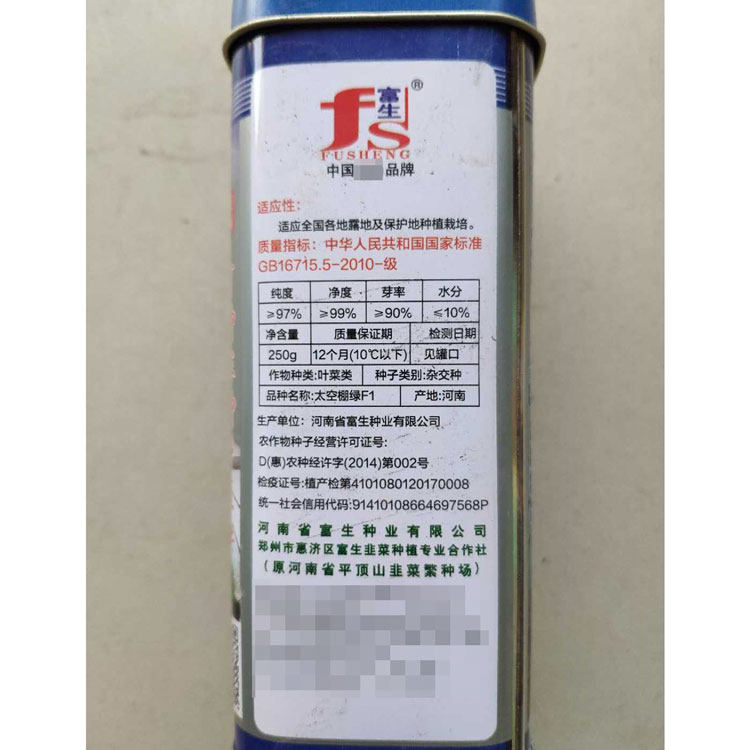 富生
fs
®
FUSHENG
中国 品牌
适应性：
适应全国各地露地及保护地种植栽培。
质量指标：中华人民共和国国家标准
GB16715.5-2010-级
纯度 净度 芽率 水分
≥97% ≥99% ≥90% ≤10%
净含量 质量保证期 检测日期
250g 12个月(10℃以下) 见罐口
作物种类:叶菜类 种子类别:杂交种
品种名称:太空棚绿F1 产地:河南
生产单位：河南省富生种业有限公司
农作物种子经营许可证号：
D(惠)农种经许字(2014)第002号
检疫证号：植产检第4101080120170008
统一社会信用代码:91410108664697568P
河南省富生种业有限公司
郑州市惠济区富生韭菜种植专业合作社
（原河南省平顶山韭菜繁种场）